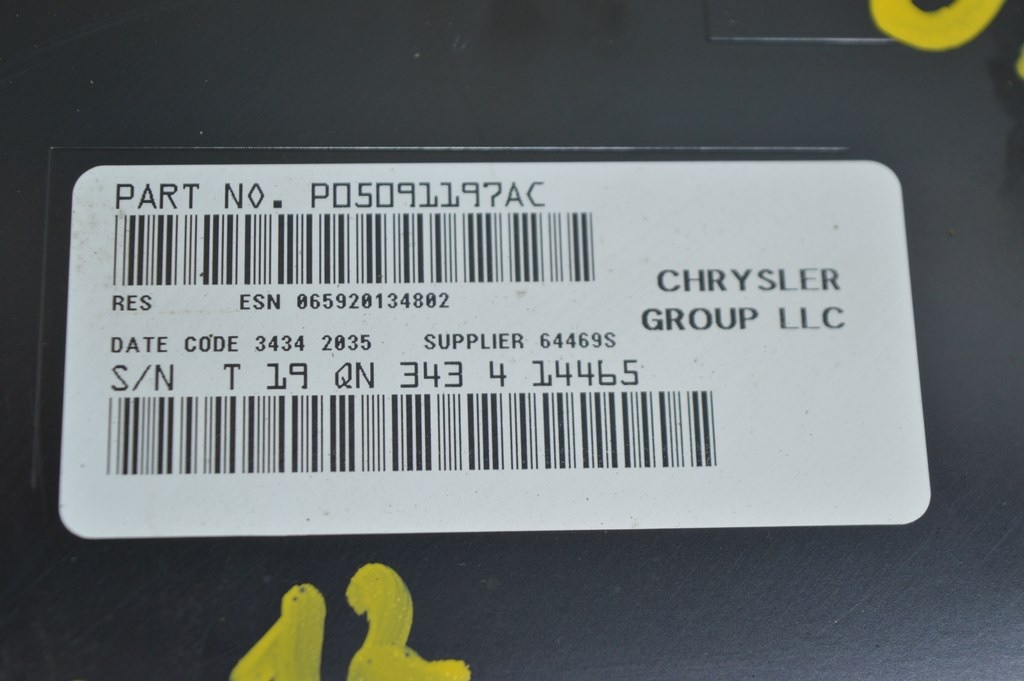 PART NO. P05091197AC
RES ESN 065920134802
CHRYSLER
GROUP LLC
DATE CODE 3434 2035 SUPPLIER 64469S
S/N T 19 QN 343 4 14465